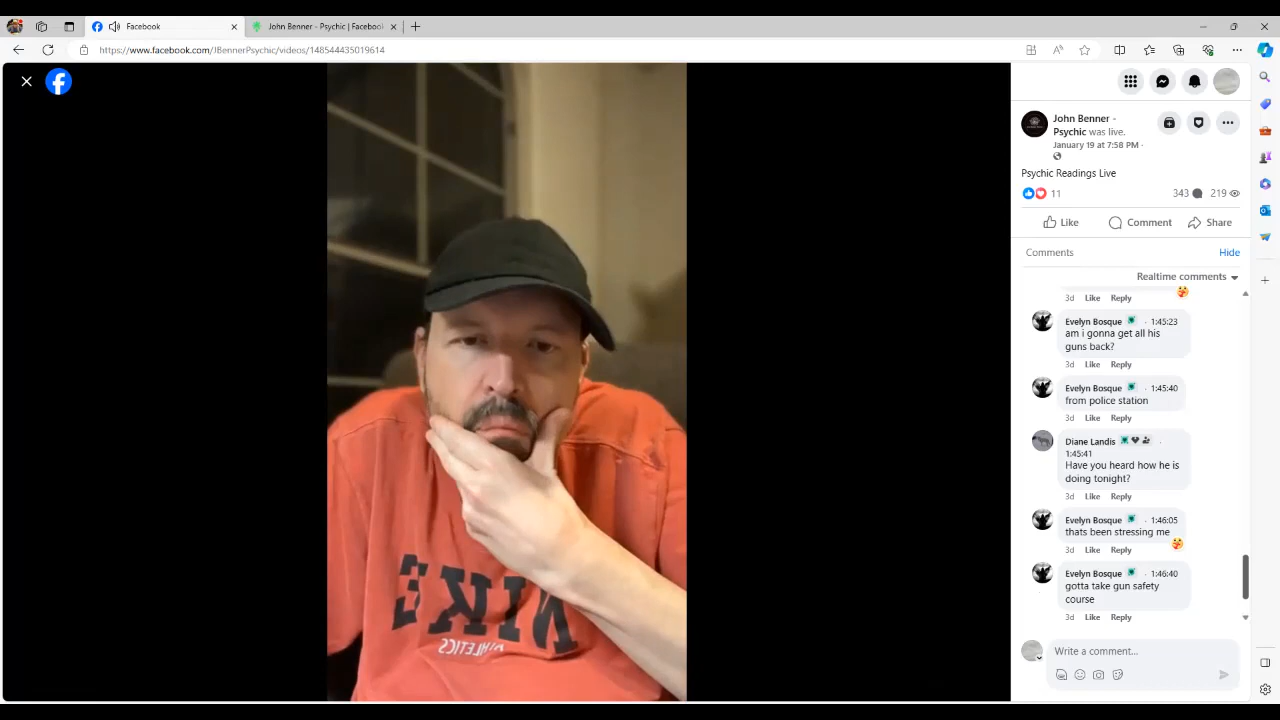 Facebook
John Benner - Psychic | Facebook
https://www.facebook.com/JBennerPsychic/videos/148544435019614
John Benner -
Psychic was live.
January 19 at 7:58 PM ·
Psychic Readings Live
11
343
219
Like
Comment
Share
Comments
Hide
Realtime comments
3d Like Reply
Evelyn Bosque · 1:45:23
am i gonna get all his
guns back?
3d Like Reply
Evelyn Bosque · 1:45:40
from police station
3d Like Reply
Diane Landis ·
1:45:41
Have you heard how he is
doing tonight?
3d Like Reply
Evelyn Bosque · 1:46:05
thats been stressing me
3d Like Reply
Evelyn Bosque · 1:46:40
gotta take gun safety
course
3d Like Reply
Write a comment...
NIKE
ATHLETICS